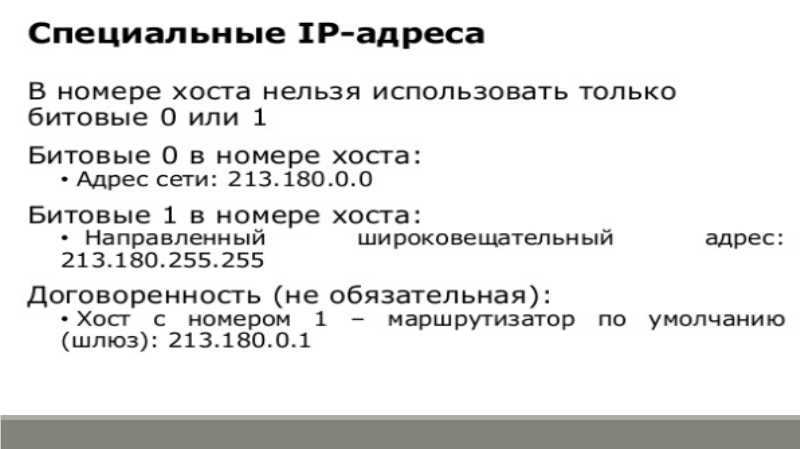 Специальные IP-адреса
В номере хоста нельзя использовать только
битовые 0 или 1
Битовые 0 в номере хоста:
• Адрес сети: 213.180.0.0
Битовые 1 в номере хоста:
• Направленный широковещательный адрес:
213.180.255.255
Договоренность (не обязательная):
• Хост с номером 1 – маршрутизатор по умолчанию
(шлюз): 213.180.0.1